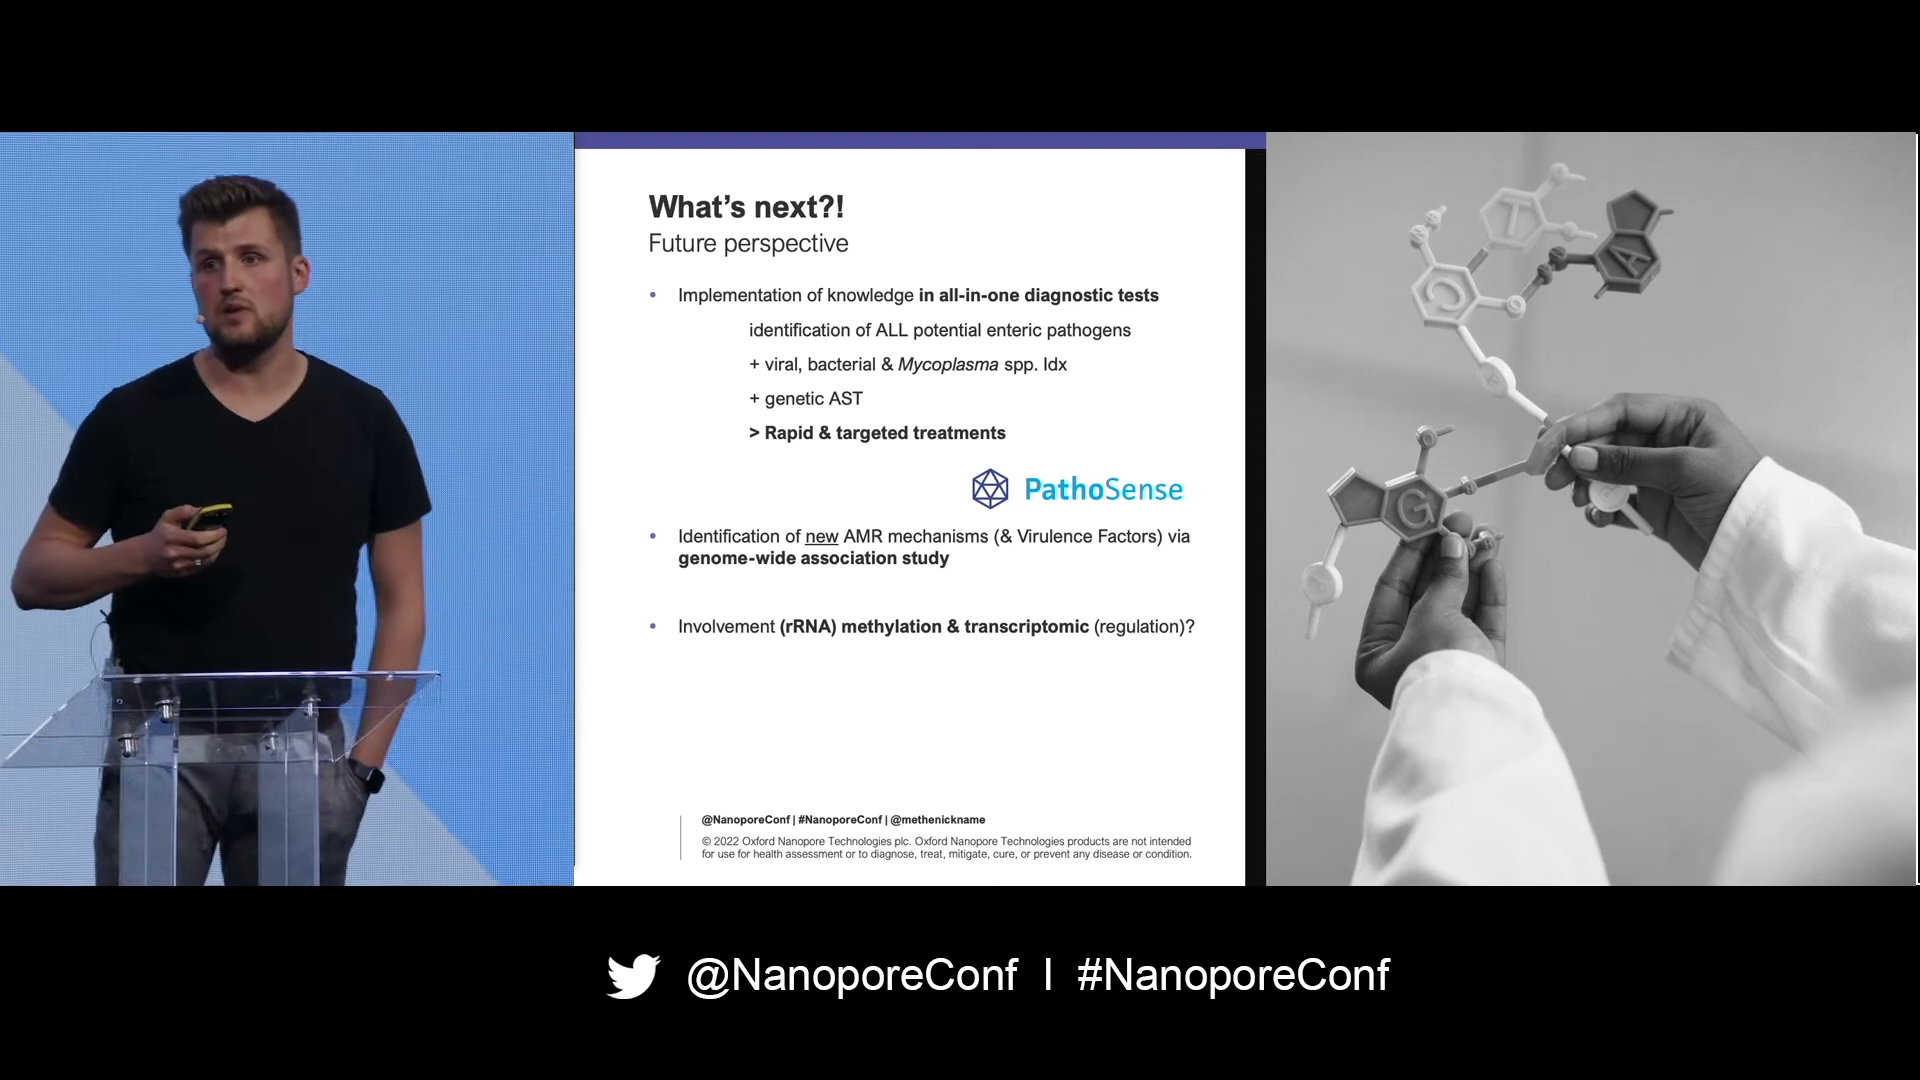 What's next?!
Future perspective
• Implementation of knowledge in all-in-one diagnostic tests
identification of ALL potential enteric pathogens
+ viral, bacterial & Mycoplasma spp. Idx
+ genetic AST
> Rapid & targeted treatments
PathoSense
• Identification of new AMR mechanisms (& Virulence Factors) via
genome-wide association study
• Involvement (rRNA) methylation & transcriptomic (regulation)?
@NanoporeConf | #NanoporeConf | @methenickname
© 2022 Oxford Nanopore Technologies plc. Oxford Nanopore Technologies products are not intended
for use for health assessment or to diagnose, treat, mitigate, cure, or prevent any disease or condition.
T
A
C
G
@NanoporeConf | #NanoporeConf